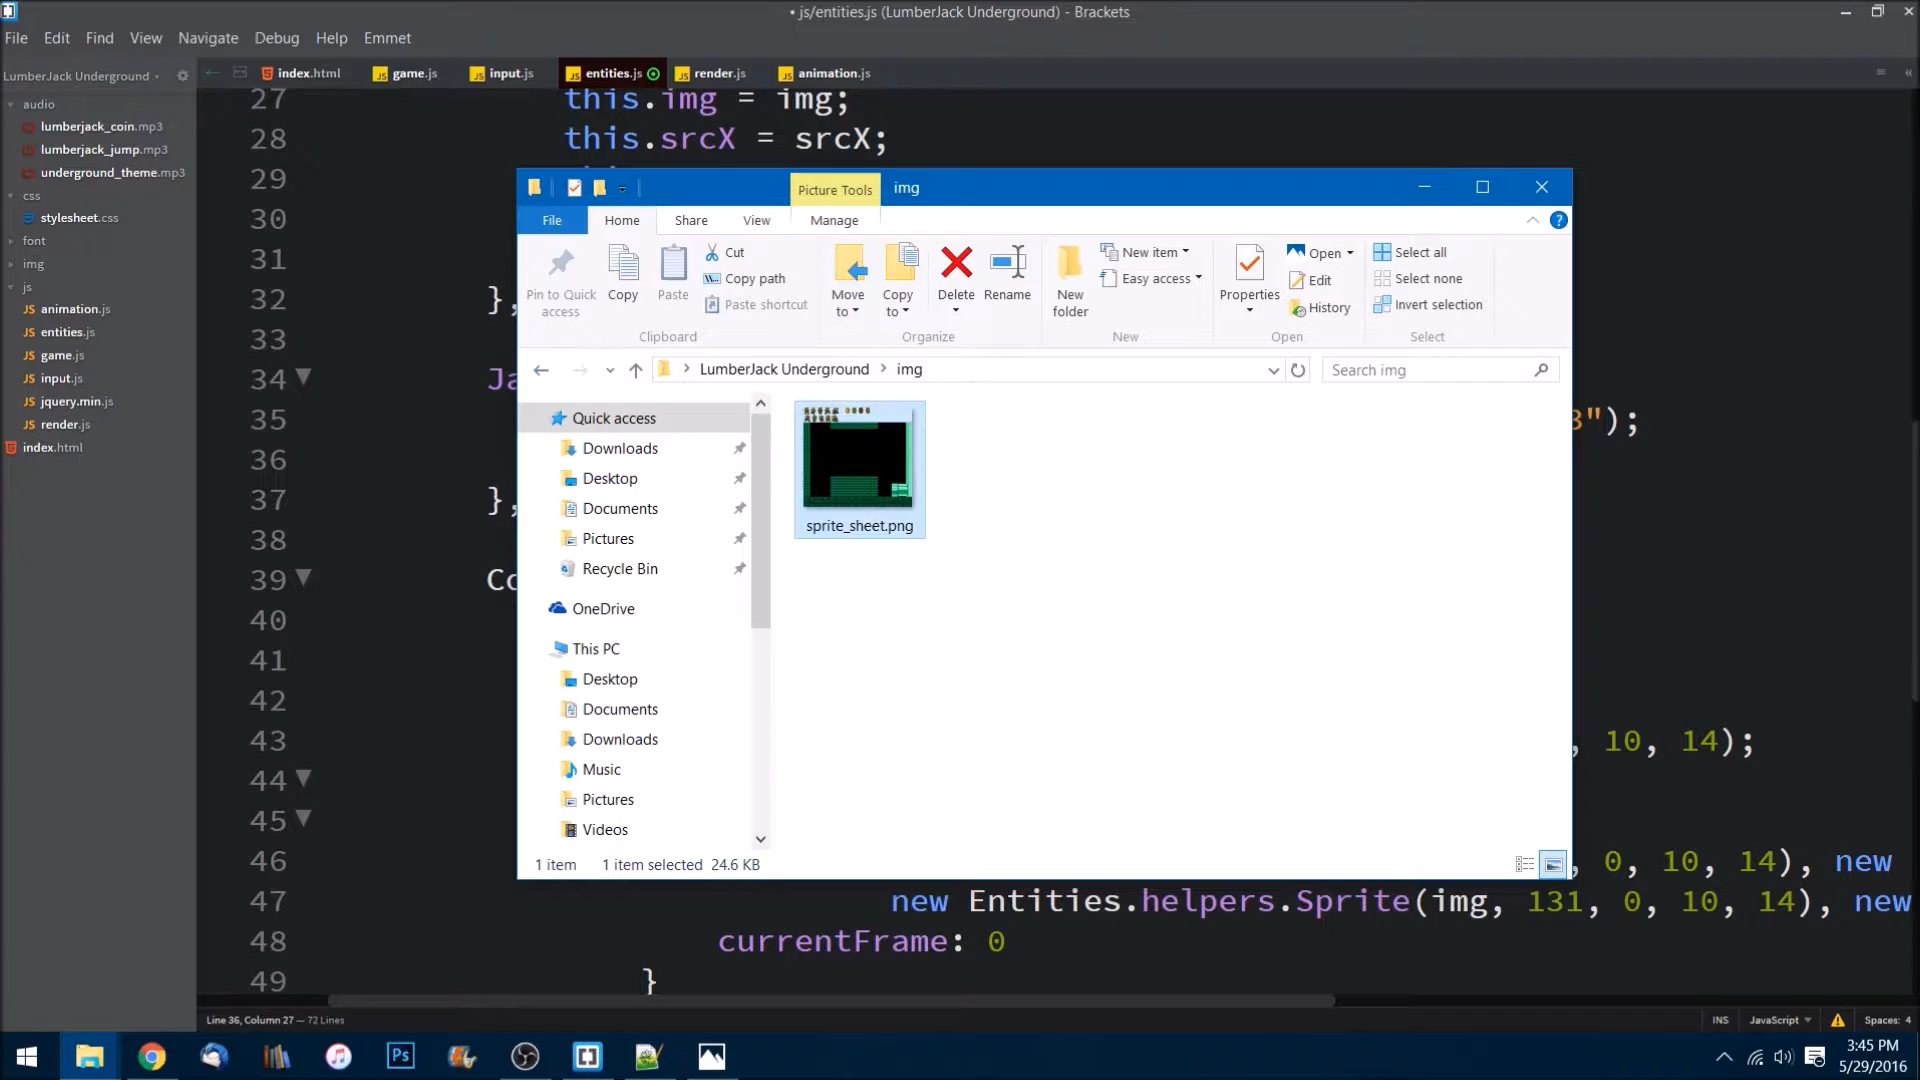 • js/entities.js (LumberJack Underground) - Brackets
File Edit Find View Navigate Debug Help Emmet
LumberJack Underground
index.html game.js input.js entities.js render.js animation.js
audio
lumberjack_coin.mp3
lumberjack_jump.mp3
underground_theme.mp3
css
stylesheet.css
font
img
js
JS animation.js
JS entities.js
JS game.js
JS input.js
JS jquery.min.js
JS render.js
index.html
27 this.img = img;
28 this.srcX = srcX;
29
30
31
32 },
33
34 Ja
35 3");
36
37 },
38
39 Co
40
41
42
43 , 10, 14);
44
45
46 , 0, 10, 14), new
47 new Entities.helpers.Sprite(img, 131, 0, 10, 14), new
48 currentFrame: 0
49 }
Picture Tools img
File Home Share View Manage
Pin to Quick access
Copy
Paste
Cut
Copy path
Paste shortcut
Clipboard
Move to
Copy to
Delete
Rename
Organize
New folder
New item
Easy access
New
Properties
Open
Edit
History
Open
Select all
Select none
Invert selection
Select
LumberJack Underground > img
Search img
Quick access
Downloads
Desktop
Documents
Pictures
Recycle Bin
OneDrive
This PC
Desktop
Documents
Downloads
Music
Pictures
Videos
sprite_sheet.png
1 item 1 item selected 24.6 KB
Line 36, Column 27 — 72 Lines
INS JavaScript Spaces: 4
Ps
3:45 PM
5/29/2016